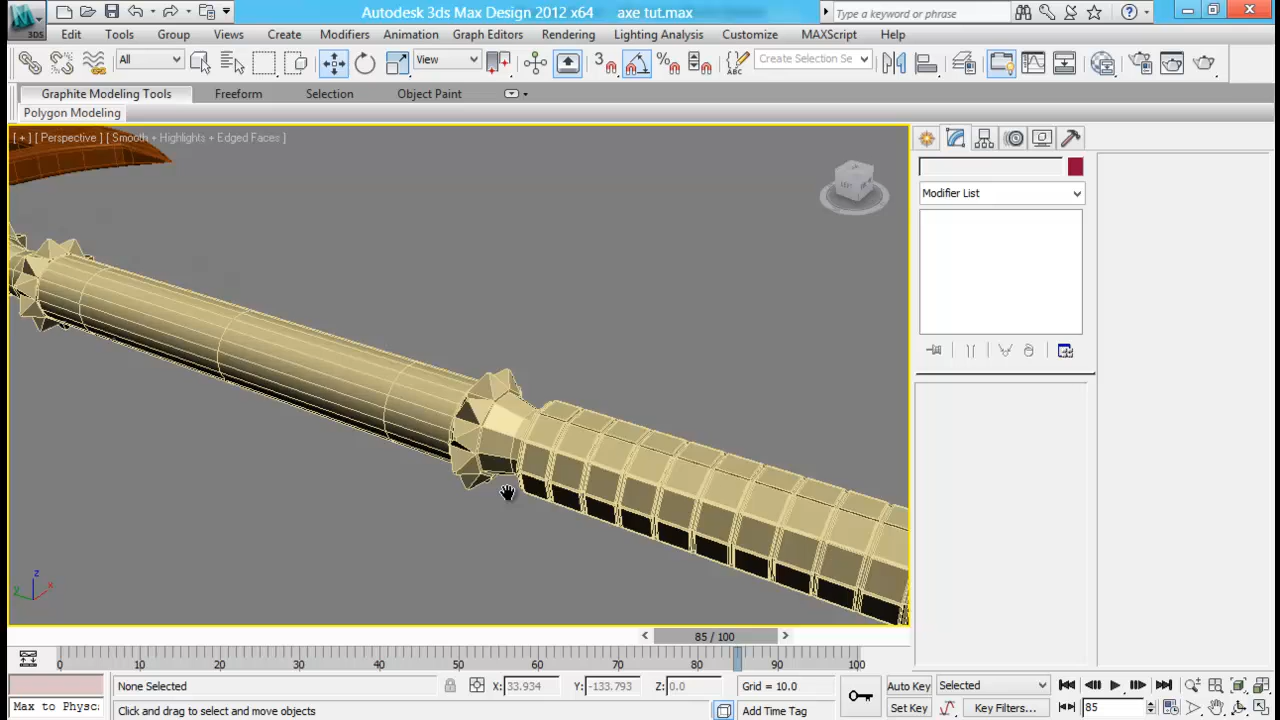 Autodesk 3ds Max Design 2012 x64 axe tut.max
Type a keyword or phrase
3DS
Edit Tools Group Views Create Modifiers Animation Graph Editors Rendering Lighting Analysis Customize MAXScript Help
All View 3 ABC Create Selection Se
Graphite Modeling Tools Freeform Selection Object Paint
Polygon Modeling
[ + ] [ Perspective ] [ Smooth + Highlights + Edged Faces ]
Modifier List
z
y x
< 85 / 100 >
0 10 20 30 40 50 60 70 80 90 100
None Selected X: 33.934 Y: -133.793 Z: 0.0 Grid = 10.0 Auto Key Selected
Max to Physc Click and drag to select and move objects Add Time Tag Set Key Key Filters... 85